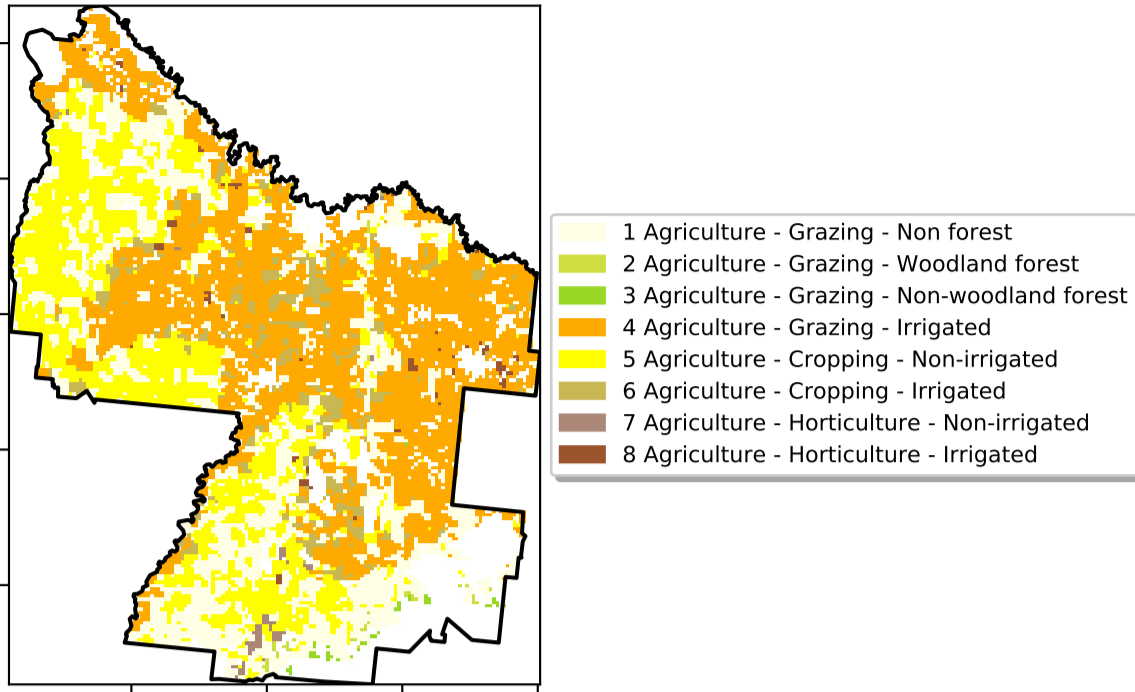 1 Agriculture - Grazing - Non forest
2 Agriculture - Grazing - Woodland forest
3 Agriculture - Grazing - Non-woodland forest
4 Agriculture - Grazing - Irrigated
5 Agriculture - Cropping - Non-irrigated
6 Agriculture - Cropping - Irrigated
7 Agriculture - Horticulture - Non-irrigated
8 Agriculture - Horticulture - Irrigated